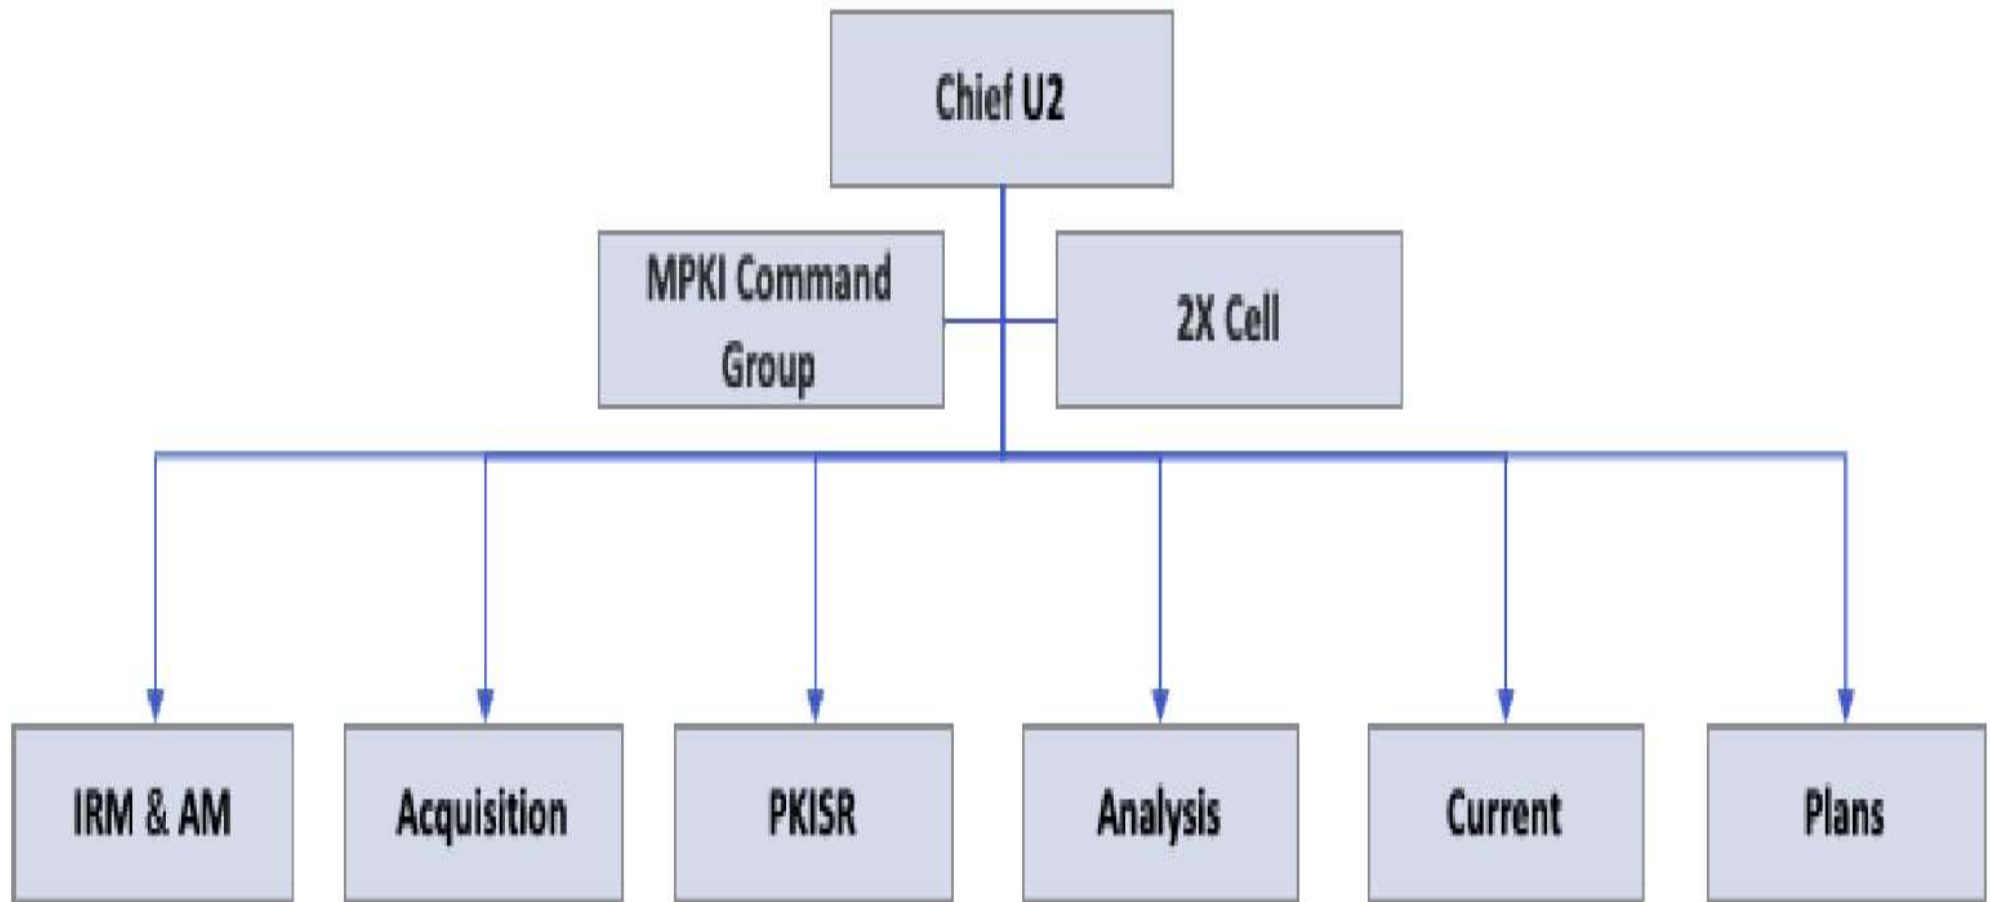 Chief U2
MPKI Command
Group
2X Cell
IRM & AM
Acquisition
PKISR
Analysis
Current
Plans